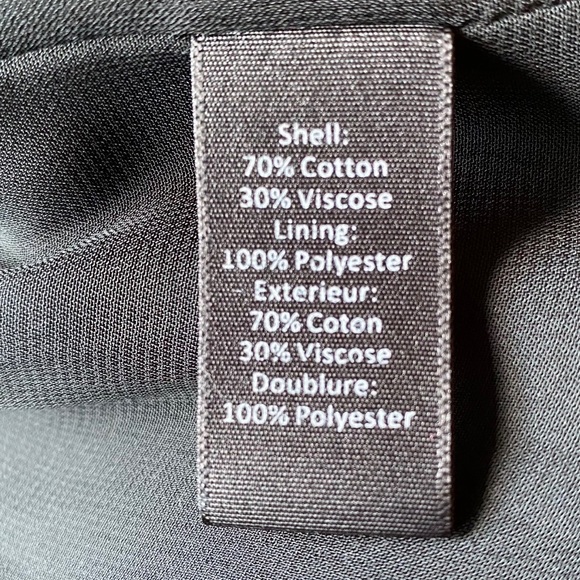 Shell:
70% Cotton
30% Viscose
Lining:
100% Polyester
Exterieur:
70% Coton
30% Viscose
Doublure:
100% Polyester